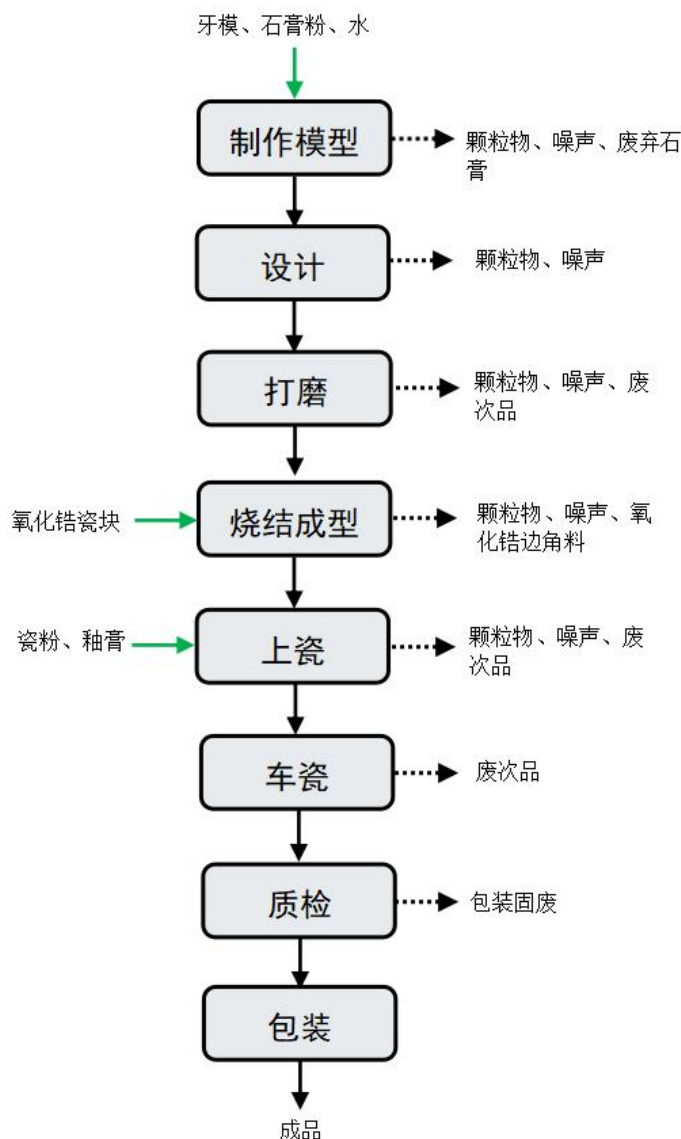 牙模、石膏粉、水
制作模型
颗粒物、噪声、废弃石
膏
设计
颗粒物、噪声
打磨
颗粒物、噪声、废
次品
氧化锆瓷块
烧结成型
颗粒物、噪声、氧
化锆边角料
瓷粉、釉膏
上瓷
颗粒物、噪声、废
次品
车瓷
废次品
质检
包装固废
包装
成品